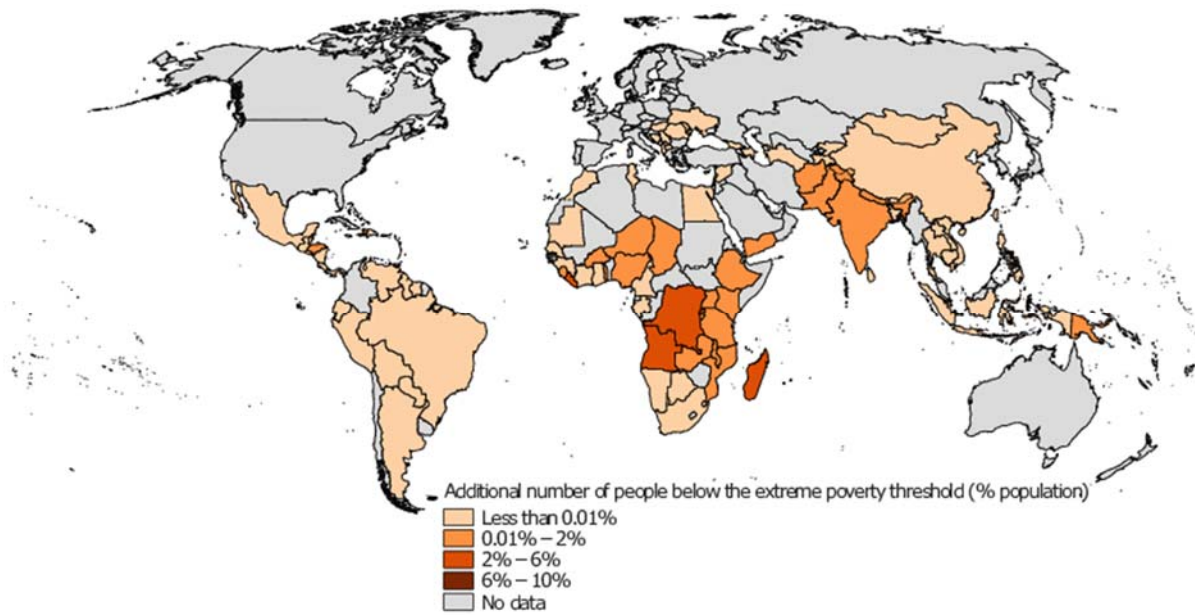 Additional number of people below the extreme poverty threshold (% population)
Less than 0.01%
0.01% – 2%
2% – 6%
6% – 10%
No data